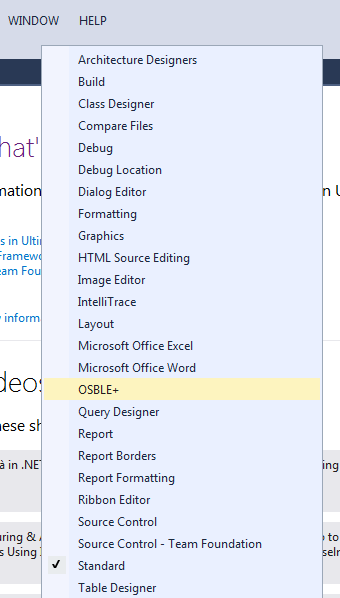 WINDOW HELP
Architecture Designers
Build
Class Designer
Compare Files
Debug
Debug Location
Dialog Editor
Formatting
Graphics
HTML Source Editing
Image Editor
IntelliTrace
Layout
Microsoft Office Excel
Microsoft Office Word
OSBLE+
Query Designer
Report
Report Borders
Report Formatting
Ribbon Editor
Source Control
Source Control - Team Foundation
Standard
Table Designer
hat'
mation
n U
s in Ulti
Framew
eam Fou
inform
deos
nese sh
à in .NET
ing
uring & A
p to
s Using